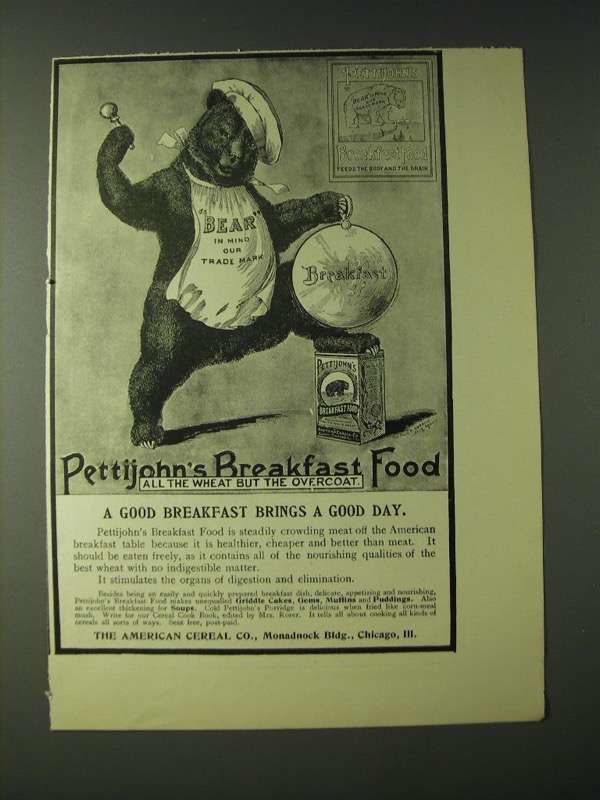 PETTIJOHN'S
"BEAR" IN MIND
OUR
TRADE MARK
Breakfast Food
FEEDS THE BODY AND THE BRAIN
"BEAR"
IN MIND
OUR
TRADE MARK
Breakfast
PETTIJOHN'S
BREAKFAST FOOD
Pettijohn's Breakfast Food
ALL THE WHEAT BUT THE OVERCOAT.
A GOOD BREAKFAST BRINGS A GOOD DAY.
Pettijohn's Breakfast Food is steadily crowding meat off the American
breakfast table because it is healthier, cheaper and better than meat. It
should be eaten freely, as it contains all of the nourishing qualities of the
best wheat with no indigestible matter.
It stimulates the organs of digestion and elimination.
Besides being an easily and quickly prepared breakfast dish, delicate, appetizing and nourishing,
Pettijohn's Breakfast Food makes unequalled Griddle Cakes, Gems, Muffins and Puddings. Also
an excellent thickening for Soups. Cold Pettijohn's Porridge is delicious when fried like corn-meal
mush. Write for our Cereal Cook Book, edited by Mrs. Rorer. It tells all about cooking all kinds of
cereals all sorts of ways. Sent free, post-paid.
THE AMERICAN CEREAL CO., Monadnock Bldg., Chicago, Ill.